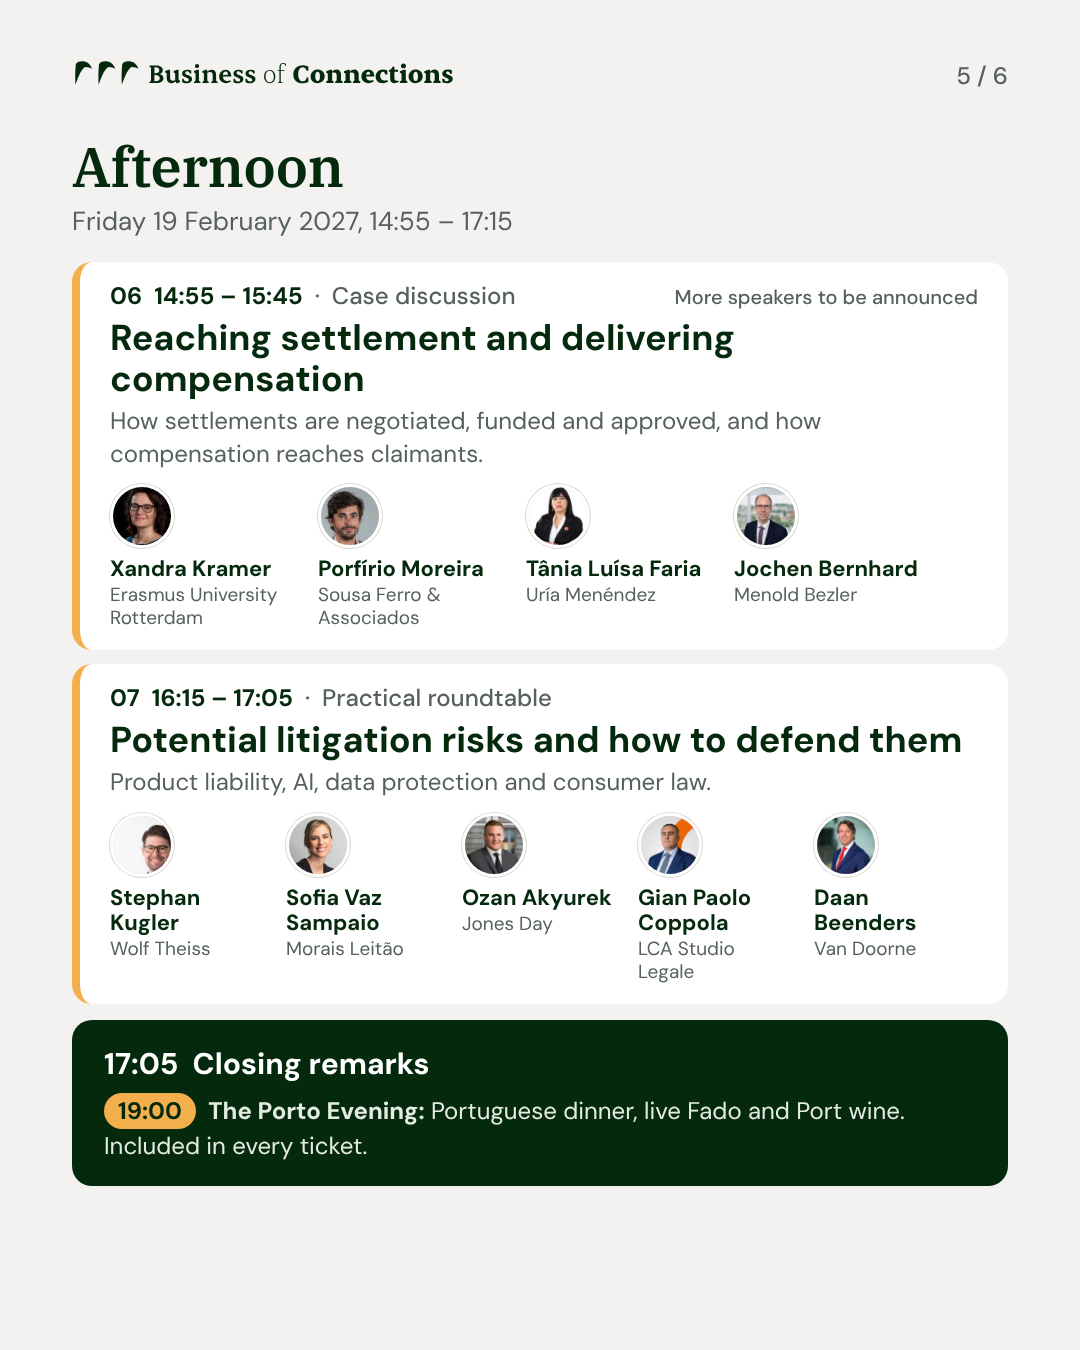 Business of Connections
5 / 6
Afternoon
Friday 19 February 2027, 14:55 – 17:15
06 14:55 – 15:45 · Case discussion
More speakers to be announced
Reaching settlement and delivering
compensation
How settlements are negotiated, funded and approved, and how
compensation reaches claimants.
Xandra Kramer
Erasmus University
Rotterdam
Porfírio Moreira
Sousa Ferro &
Associados
Tânia Luísa Faria
Uría Menéndez
Jochen Bernhard
Menold Bezler
07 16:15 – 17:05 · Practical roundtable
Potential litigation risks and how to defend them
Product liability, AI, data protection and consumer law.
Stephan
Kugler
Wolf Theiss
Sofia Vaz
Sampaio
Morais Leitão
Ozan Akyurek
Jones Day
Gian Paolo
Coppola
LCA Studio
Legale
Daan
Beenders
Van Doorne
17:05 Closing remarks
19:00 The Porto Evening: Portuguese dinner, live Fado and Port wine.
Included in every ticket.